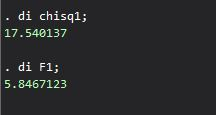 . di chisq1;
17.540137
. di F1;
5.8467123